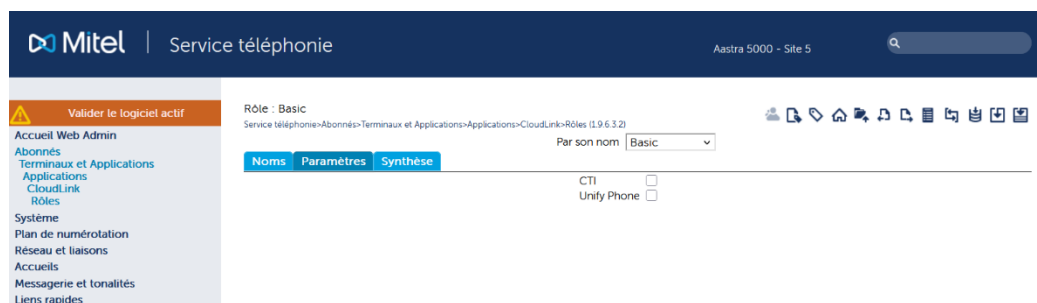 Mitel | Service téléphonie
Aastra 5000 - Site 5
Valider le logiciel actif
Accueil Web Admin
Abonnés
Terminaux et Applications
Applications
CloudLink
Rôles
Système
Plan de numérotation
Réseau et liaisons
Accueils
Messagerie et tonalités
Liens rapides
Rôle : Basic
Service téléphonie>Abonnés>Terminaux et Applications>Applications>CloudLink>Rôles (1.9.6.3.2)
Par son nom Basic
Noms Paramètres Synthèse
CTI
Unify Phone